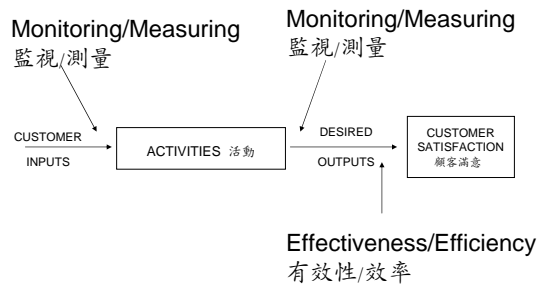 Monitoring/Measuring
監視/測量
Monitoring/Measuring
監視/測量
CUSTOMER
INPUTS
ACTIVITIES 活動
DESIRED
OUTPUTS
CUSTOMER
SATISFACTION
顧客滿意
Effectiveness/Efficiency
有效性/效率